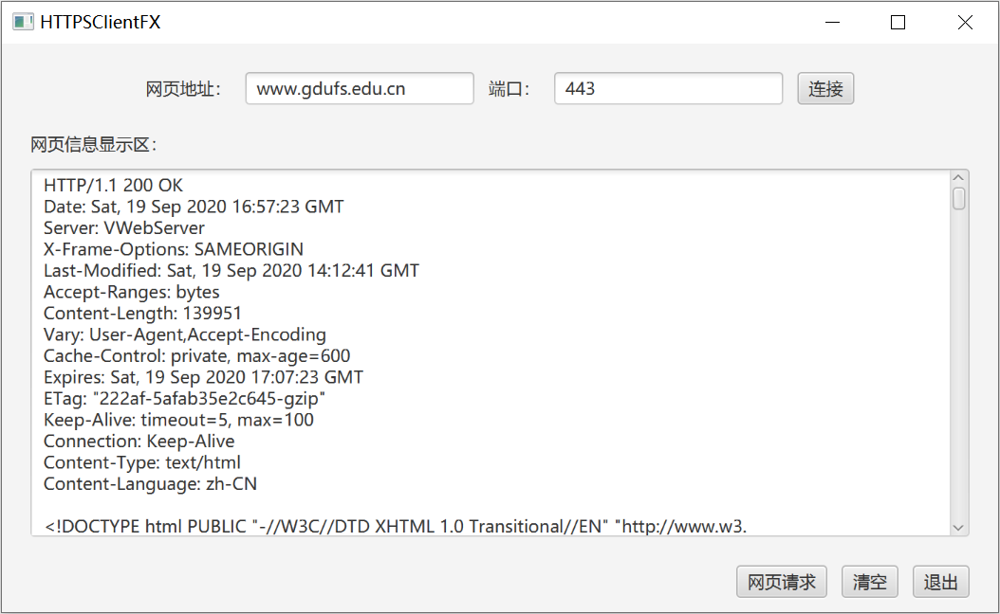 HTTPSClientFX
网页地址： www.gdufs.edu.cn 端口： 443 连接
网页信息显示区：
HTTP/1.1 200 OK
Date: Sat, 19 Sep 2020 16:57:23 GMT
Server: VWebServer
X-Frame-Options: SAMEORIGIN
Last-Modified: Sat, 19 Sep 2020 14:12:41 GMT
Accept-Ranges: bytes
Content-Length: 139951
Vary: User-Agent,Accept-Encoding
Cache-Control: private, max-age=600
Expires: Sat, 19 Sep 2020 17:07:23 GMT
ETag: "222af-5afab35e2c645-gzip"
Keep-Alive: timeout=5, max=100
Connection: Keep-Alive
Content-Type: text/html
Content-Language: zh-CN
<!DOCTYPE html PUBLIC "-//W3C//DTD XHTML 1.0 Transitional//EN" "http://www.w3.
网页请求 清空 退出